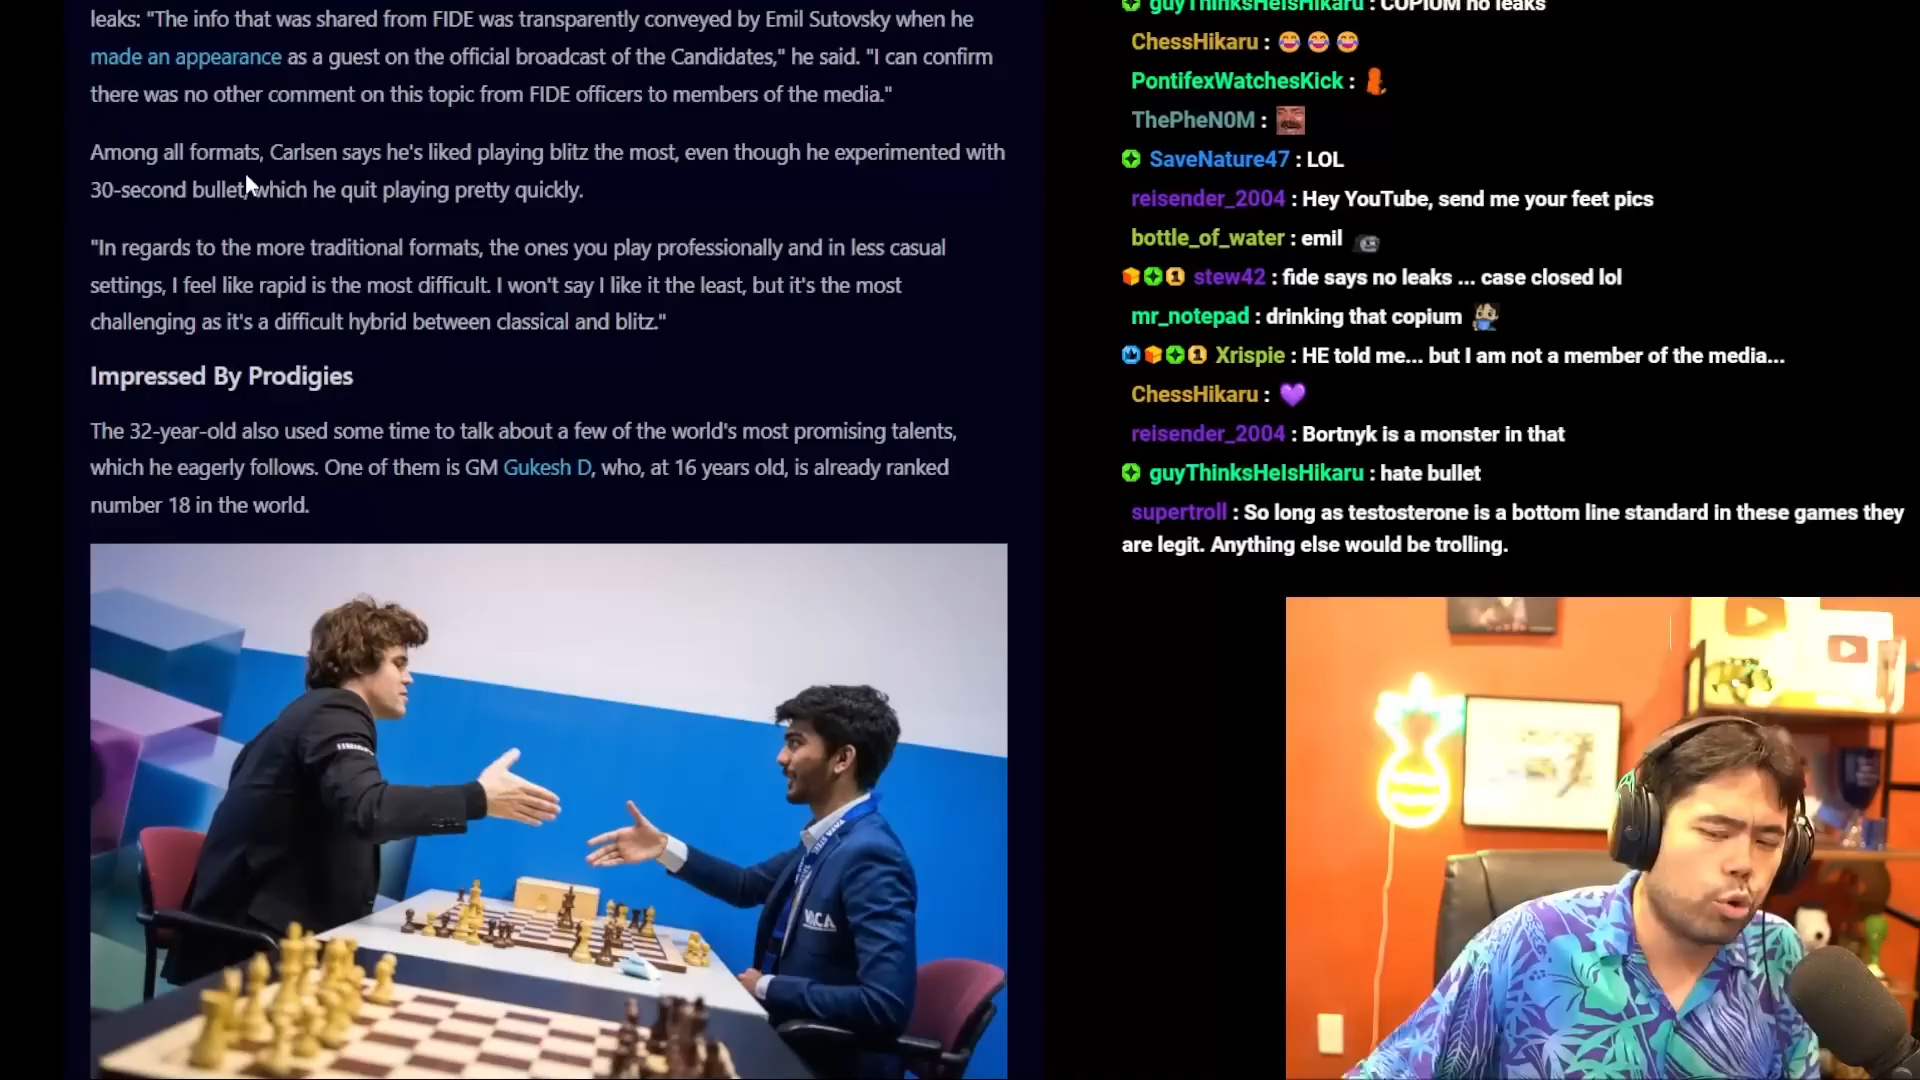 leaks: "The info that was shared from FIDE was transparently conveyed by Emil Sutovsky when he
made an appearance as a guest on the official broadcast of the Candidates," he said. "I can confirm
there was no other comment on this topic from FIDE officers to members of the media."
Among all formats, Carlsen says he's liked playing blitz the most, even though he experimented with
30-second bullet, which he quit playing pretty quickly.
"In regards to the more traditional formats, the ones you play professionally and in less casual
settings, I feel like rapid is the most difficult. I won't say I like it the least, but it's the most
challenging as it's a difficult hybrid between classical and blitz."
Impressed By Prodigies
The 32-year-old also used some time to talk about a few of the world's most promising talents,
which he eagerly follows. One of them is GM Gukesh D, who, at 16 years old, is already ranked
number 18 in the world.
guyThinksHeIsHikaru : COPIUM no leaks
ChessHikaru : 😂 😂 😂
PontifexWatchesKick :
ThePheN0M :
SaveNature47 : LOL
reisender_2004 : Hey YouTube, send me your feet pics
bottle_of_water : emil
stew42 : fide says no leaks ... case closed lol
mr_notepad : drinking that copium
Xrispie : HE told me... but I am not a member of the media...
ChessHikaru : 💜
reisender_2004 : Bortnyk is a monster in that
guyThinksHeIsHikaru : hate bullet
supertroll : So long as testosterone is a bottom line standard in these games they
are legit. Anything else would be trolling.